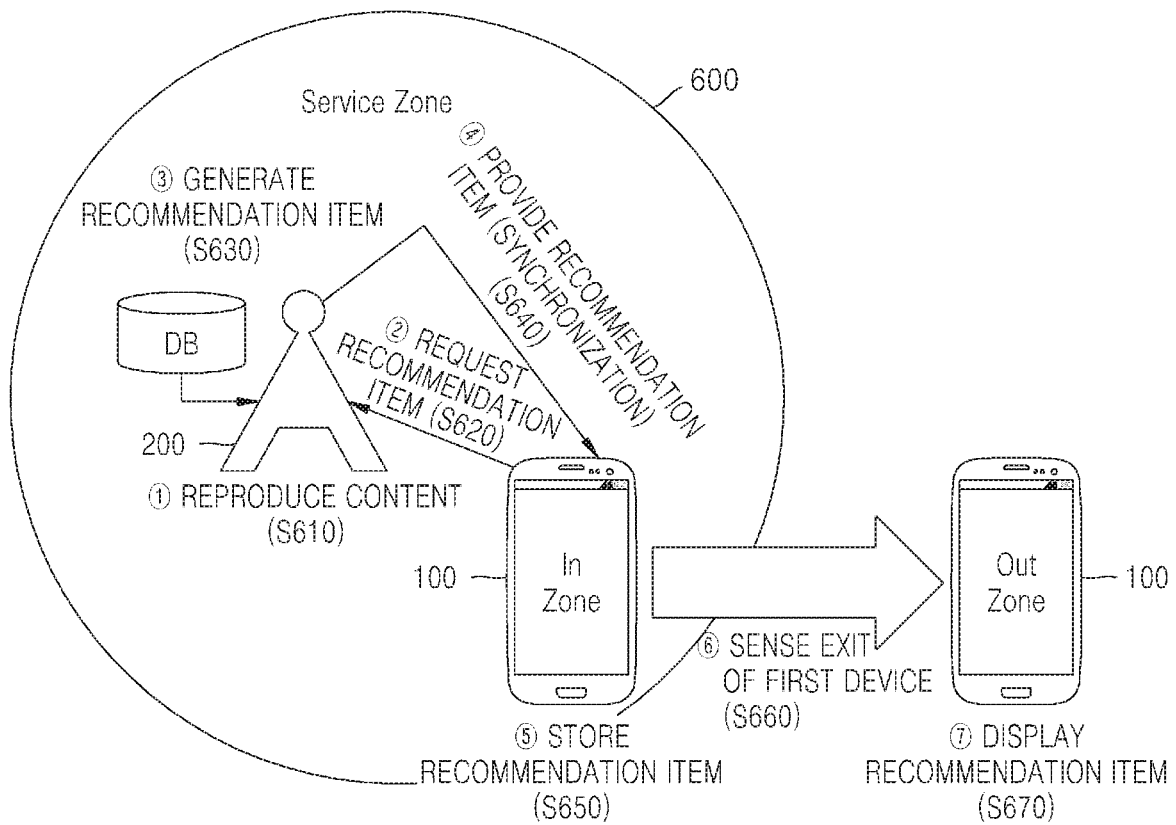 600
Service Zone
④ PROVIDE RECOMMENDATION
ITEM (SYNCHRONIZATION)
(S640)
③ GENERATE
RECOMMENDATION ITEM
(S630)
DB
② REQUEST
RECOMMENDATION
ITEM (S620)
200
① REPRODUCE CONTENT
(S610)
100
In
Zone
Out
Zone
100
⑥ SENSE EXIT
OF FIRST DEVICE
(S660)
⑤ STORE
RECOMMENDATION ITEM
(S650)
⑦ DISPLAY
RECOMMENDATION ITEM
(S670)